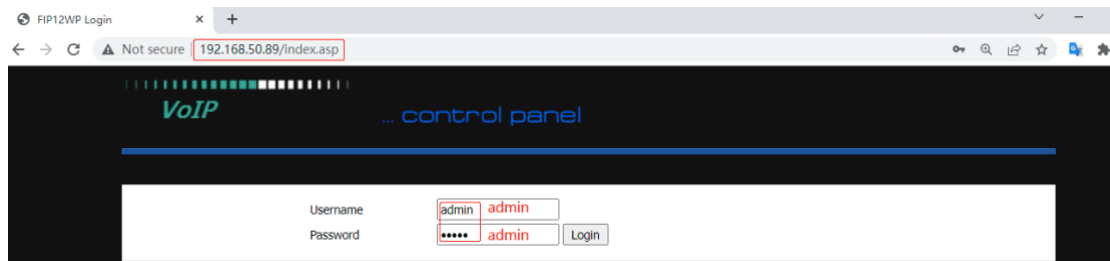 FIP12WP Login
Not secure 192.168.50.89/index.asp
VoIP
... control panel
Username admin admin
Password ••••• admin Login